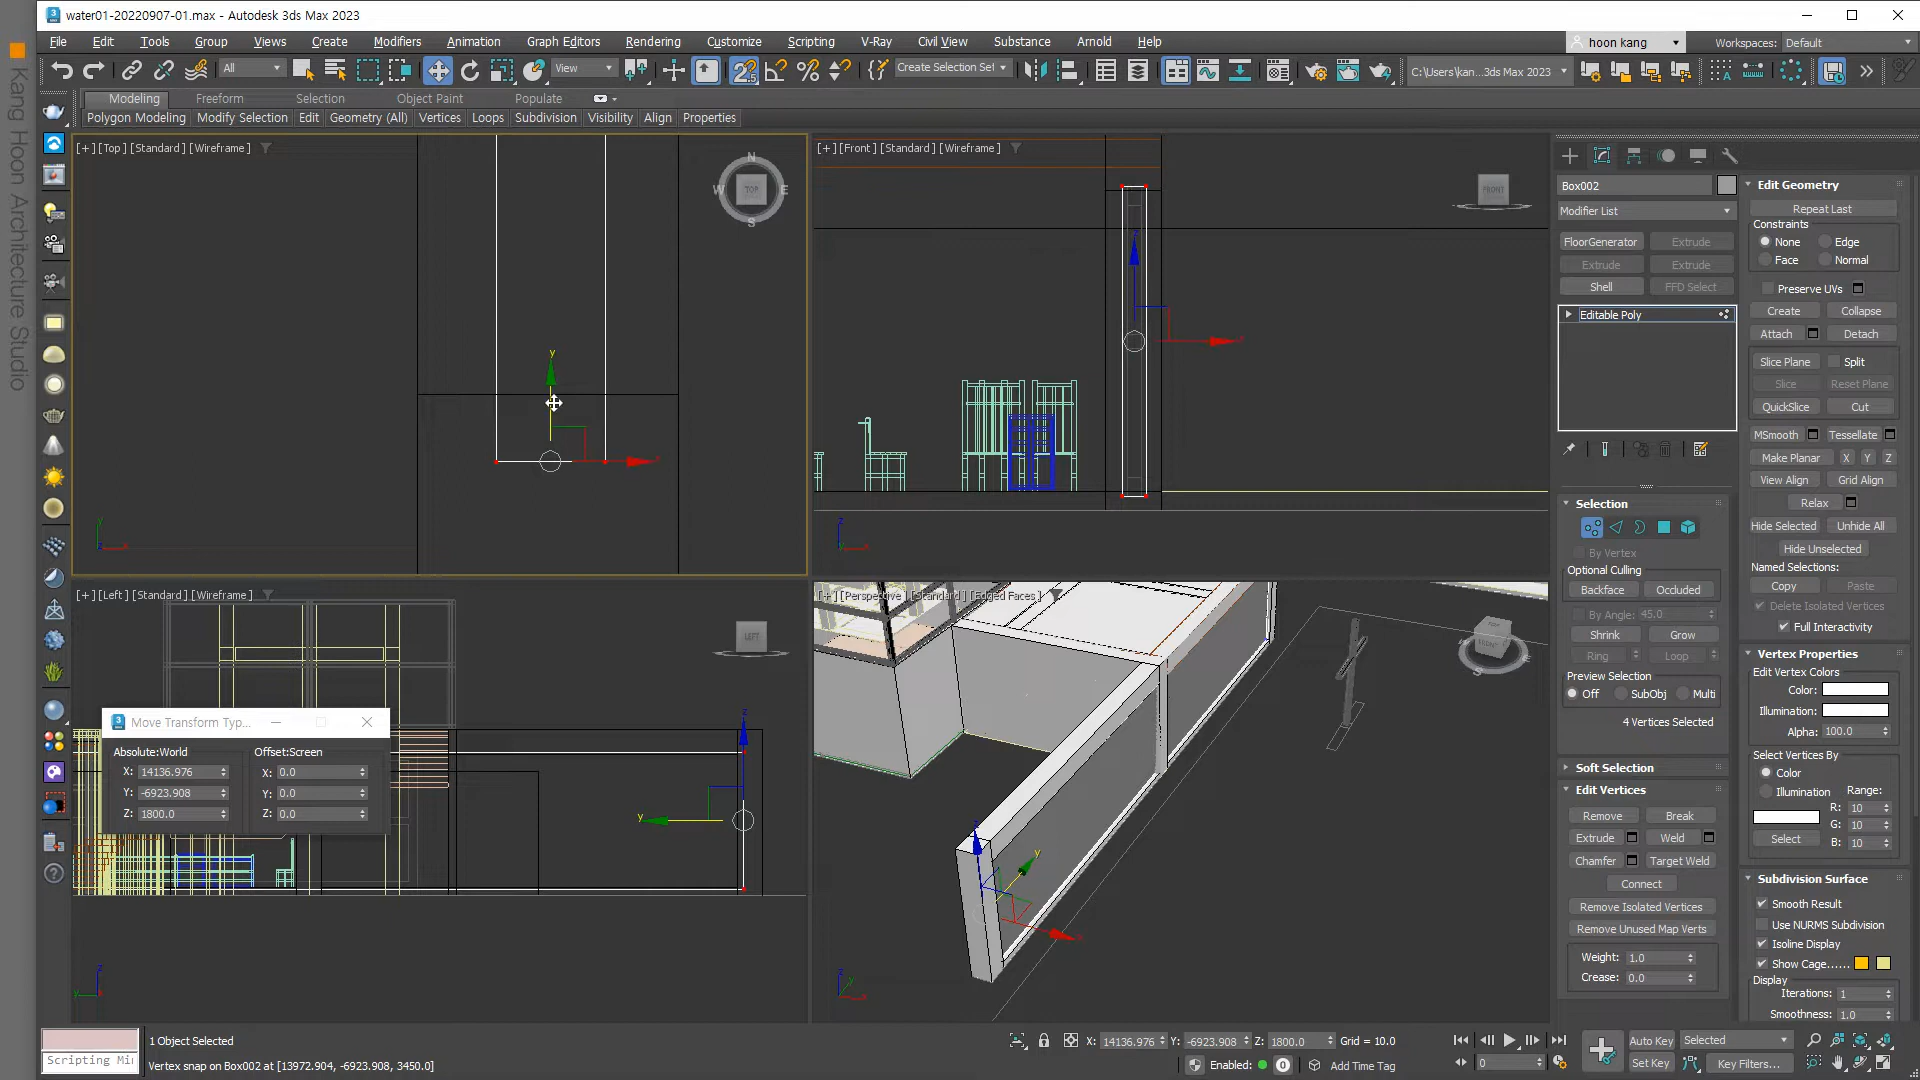 water01-20220907-01.max - Autodesk 3ds Max 2023
File Edit Tools Group Views Create Modifiers Animation Graph Editors Rendering Customize Scripting V-Ray Civil View Substance Arnold Help
hoon kang Workspaces: Default
All View Create Selection Set C:\Users\kan...3ds Max 2023
Kang Hoon Architecture Studio
Modeling Freeform Selection Object Paint Populate
Polygon Modeling Modify Selection Edit Geometry (All) Vertices Loops Subdivision Visibility Align Properties
[+] [Top] [Standard] [Wireframe]
[+] [Front] [Standard] [Wireframe]
N
W TOP E
S
FRONT
y
x
z
x
[+] [Left] [Standard] [Wireframe]
LEFT
[+] [Perspective] [Standard] [Edged Faces]
Move Transform Typ...
Absolute:World Offset:Screen
X: 14136.976 X: 0.0
Y: -6923.908 Y: 0.0
Z: 1800.0 Z: 0.0
Box002
Modifier List
FloorGenerator Extrude
Extrude Extrude
Shell FFD Select
Editable Poly
Selection
By Vertex
Optional Culling
Backface Occluded
By Angle: 45.0
Shrink Grow
Ring Loop
Preview Selection
Off SubObj Multi
4 Vertices Selected
Soft Selection
Edit Vertices
Remove Break
Extrude Weld
Chamfer Target Weld
Connect
Remove Isolated Vertices
Remove Unused Map Verts
Weight: 1.0
Crease: 0.0
Edit Geometry
Repeat Last
Constraints
None Edge
Face Normal
Preserve UVs
Create Collapse
Attach Detach
Slice Plane Split
Slice Reset Plane
QuickSlice Cut
MSmooth Tessellate
Make Planar X Y Z
View Align Grid Align
Relax
Hide Selected Unhide All
Hide Unselected
Named Selections:
Copy Paste
Delete Isolated Vertices
Full Interactivity
Vertex Properties
Edit Vertex Colors
Color:
Illumination:
Alpha: 100.0
Select Vertices By
Color
Illumination Range:
R: 10
G: 10
Select B: 10
Subdivision Surface
Smooth Result
Use NURMS Subdivision
Isoline Display
Show Cage......
Display
Iterations: 1
Smoothness: 1.0
1 Object Selected
Scripting Mi
Vertex snap on Box002 at [13972.904, -6923.908, 3450.0]
X: 14136.976 Y: -6923.908 Z: 1800.0 Grid = 10.0
Enabled: 0 Add Time Tag
0
Auto Key Selected
Set Key Key Filters...